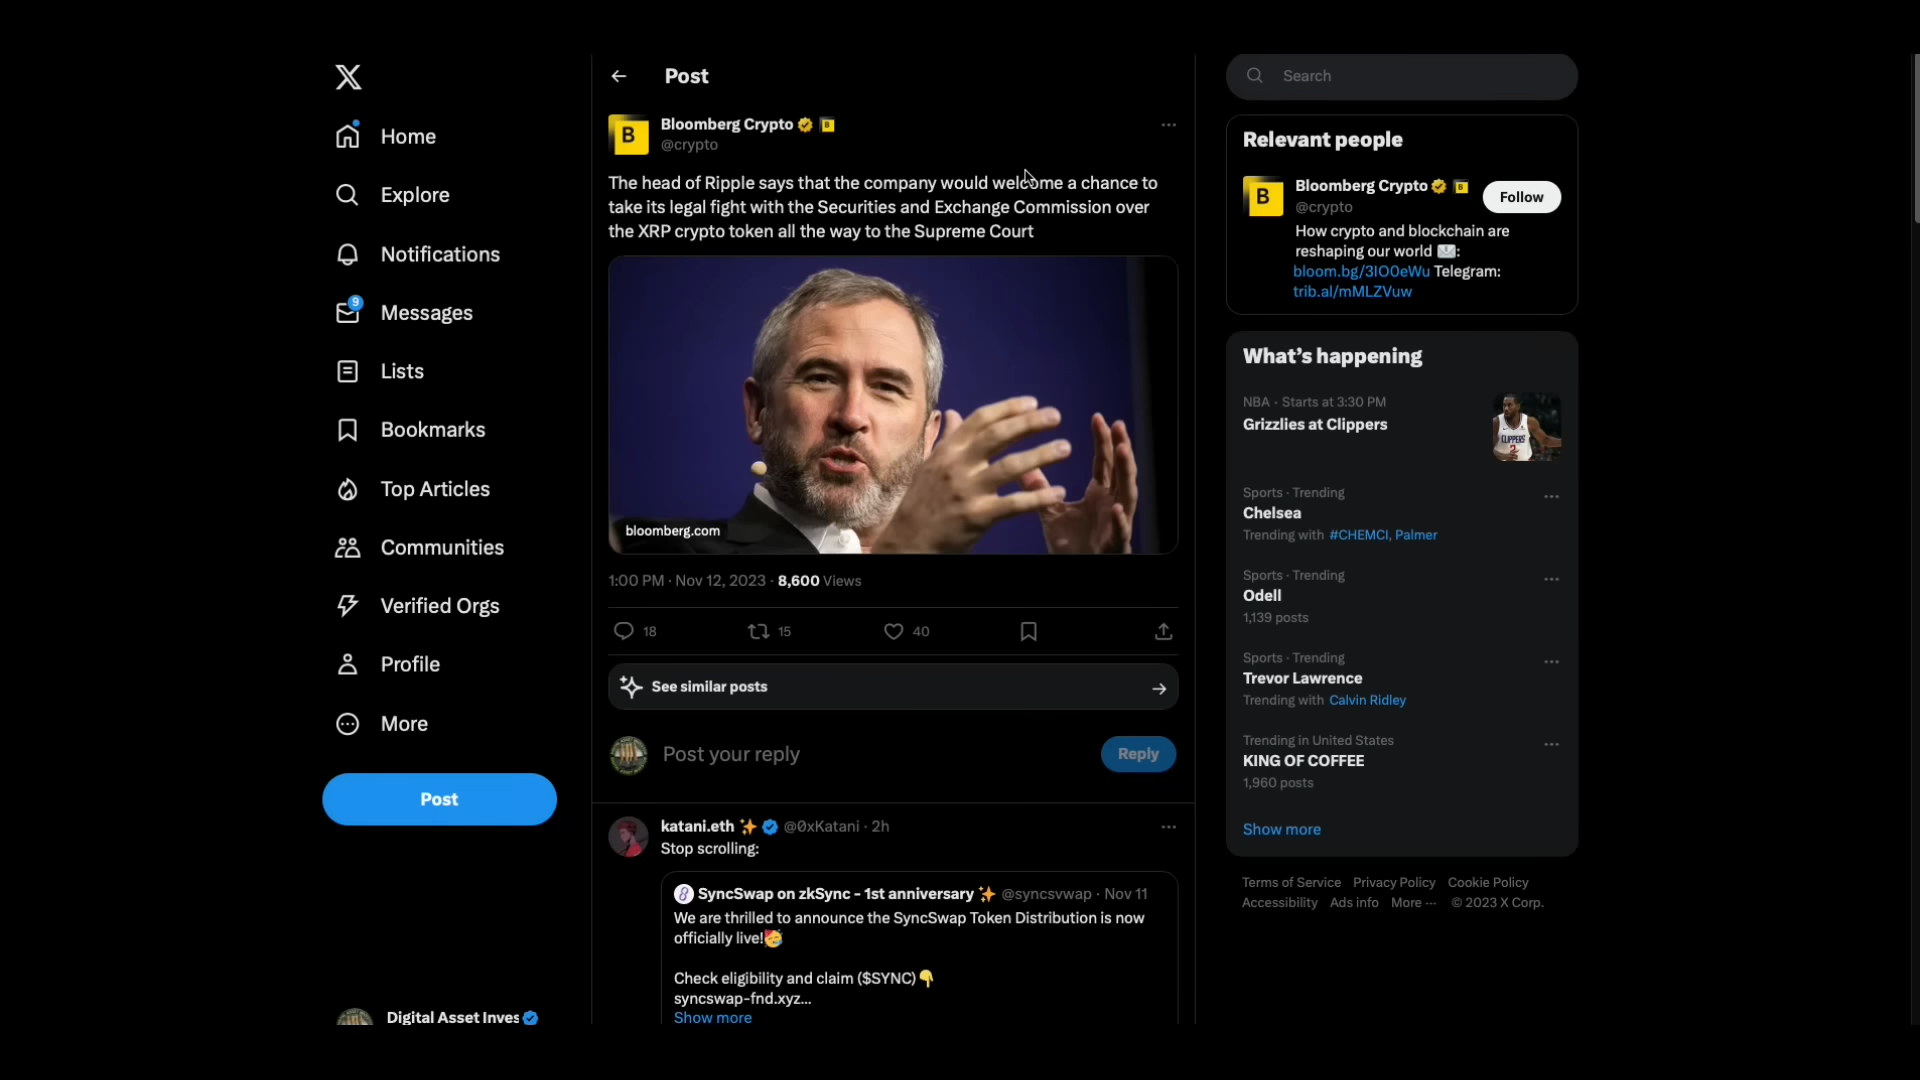 Home
Explore
Notifications
9
Messages
Lists
Bookmarks
Top Articles
Communities
Verified Orgs
Profile
More
Post
Digital Asset Inves
Post
B
Bloomberg Crypto B
@crypto
The head of Ripple says that the company would welcome a chance to
take its legal fight with the Securities and Exchange Commission over
the XRP crypto token all the way to the Supreme Court
bloomberg.com
1:00 PM · Nov 12, 2023 · 8,600 Views
18 15 40
See similar posts
Post your reply
Reply
katani.eth ✨ @0xKatani · 2h
Stop scrolling:
SyncSwap on zkSync - 1st anniversary ✨ @syncsvwap · Nov 11
We are thrilled to announce the SyncSwap Token Distribution is now
officially live!🥳
Check eligibility and claim ($SYNC)👇
syncswap-fnd.xyz...
Show more
Search
Relevant people
B
Bloomberg Crypto B
@crypto
Follow
How crypto and blockchain are
reshaping our world ✉️:
bloom.bg/3IO0eWu Telegram:
trib.al/mMLZVuw
What's happening
NBA · Starts at 3:30 PM
Grizzlies at Clippers
CLIPPERS
2
Sports · Trending
Chelsea
Trending with #CHEMCI, Palmer
Sports · Trending
Odell
1,139 posts
Sports · Trending
Trevor Lawrence
Trending with Calvin Ridley
Trending in United States
KING OF COFFEE
1,960 posts
Show more
Terms of Service Privacy Policy Cookie Policy
Accessibility Ads info More ··· © 2023 X Corp.